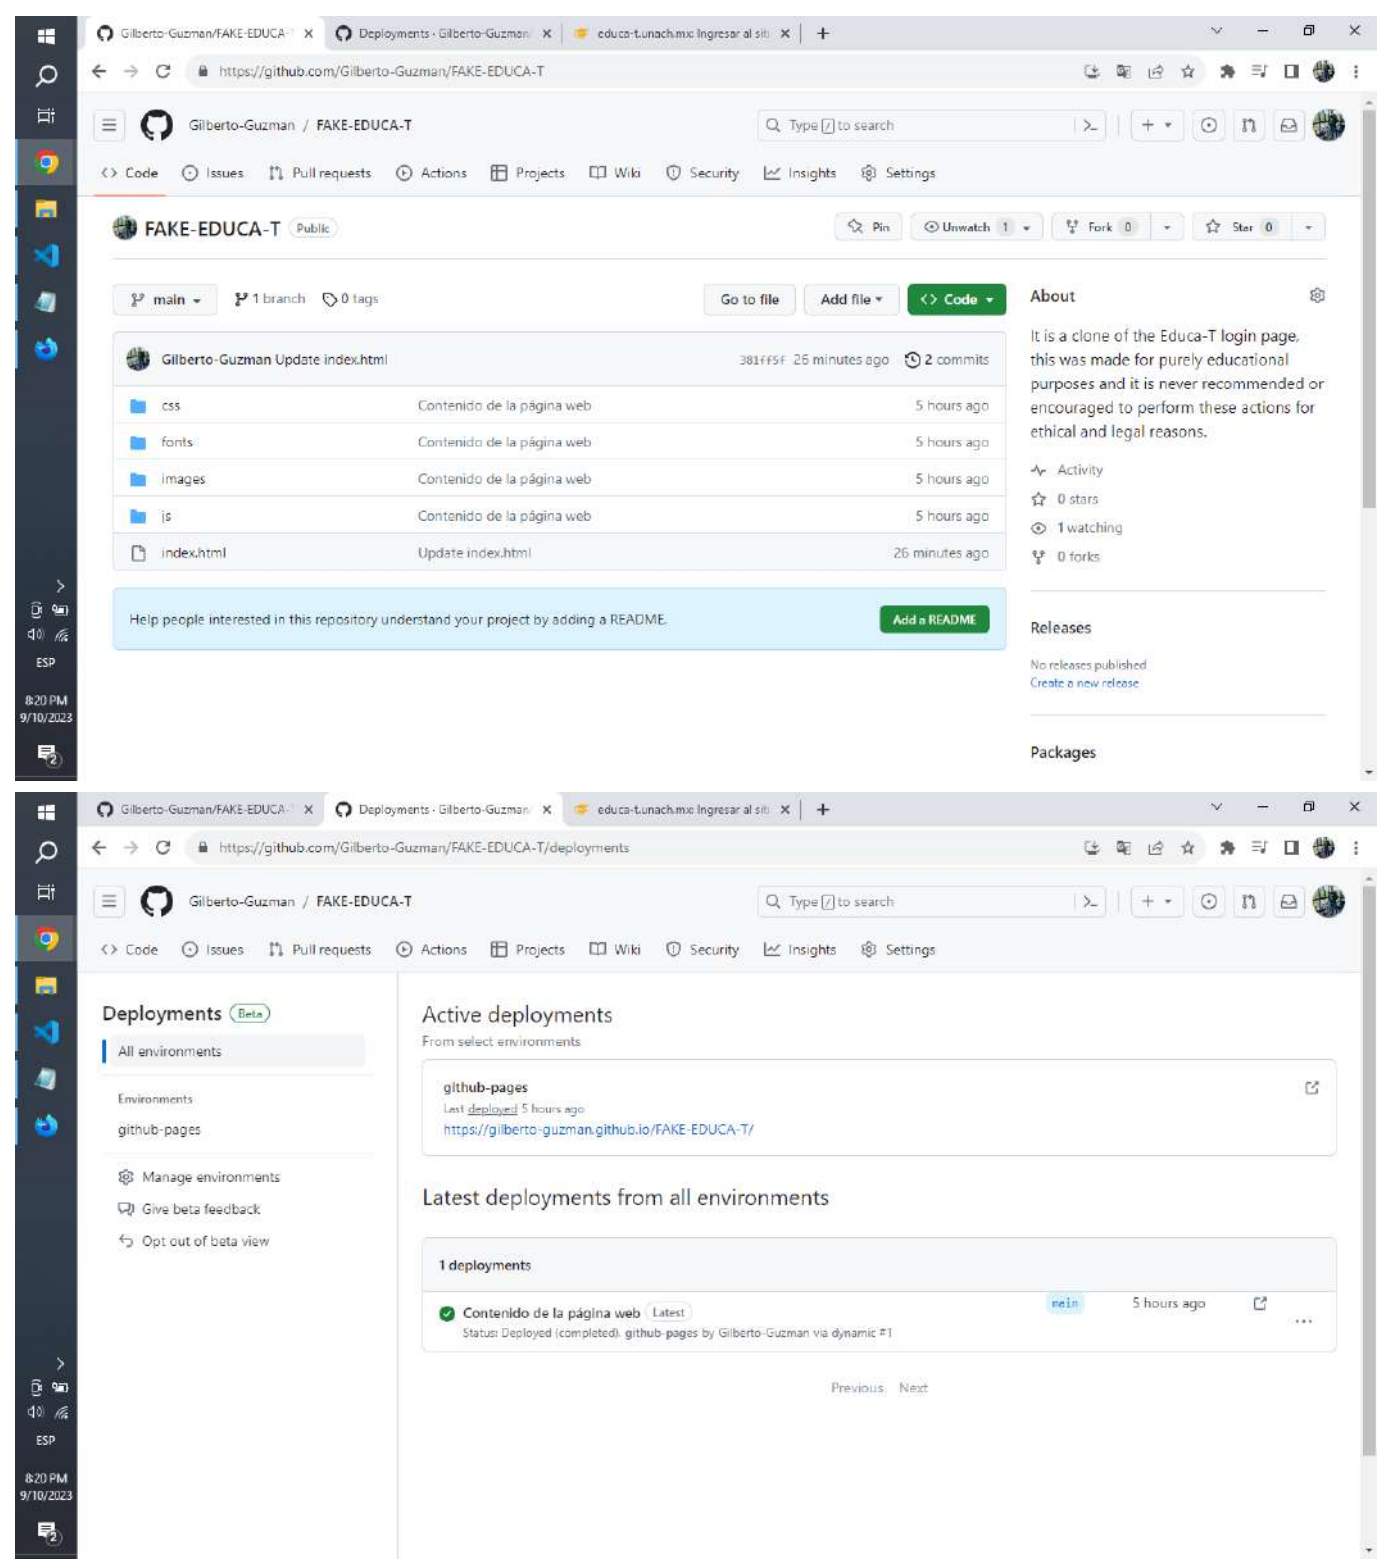 Gilberto-Guzman/FAKE-EDUCA-T
Deployments · Gilberto-Guzman/
educa-t.unach.mx: Ingresar al siti
https://github.com/Gilberto-Guzman/FAKE-EDUCA-T
Gilberto-Guzman / FAKE-EDUCA-T
Type / to search
Code Issues Pull requests Actions Projects Wiki Security Insights Settings
FAKE-EDUCA-T Public
Pin Unwatch 1 Fork 0 Star 0
main 1 branch 0 tags
Go to file Add file Code
Gilberto-Guzman Update index.html 381ff5f 26 minutes ago 2 commits
css Contenido de la página web 5 hours ago
fonts Contenido de la página web 5 hours ago
images Contenido de la página web 5 hours ago
js Contenido de la página web 5 hours ago
index.html Update index.html 26 minutes ago
Help people interested in this repository understand your project by adding a README. Add a README
About
It is a clone of the Educa-T login page,
this was made for purely educational
purposes and it is never recommended or
encouraged to perform these actions for
ethical and legal reasons.
Activity
0 stars
1 watching
0 forks
Releases
No releases published
Create a new release
Packages
ESP
8:20 PM
9/10/2023
2
Gilberto-Guzman/FAKE-EDUCA-T
Deployments · Gilberto-Guzman/
educa-t.unach.mx: Ingresar al siti
https://github.com/Gilberto-Guzman/FAKE-EDUCA-T/deployments
Gilberto-Guzman / FAKE-EDUCA-T
Type / to search
Code Issues Pull requests Actions Projects Wiki Security Insights Settings
Deployments Beta
All environments
Environments
github-pages
Manage environments
Give beta feedback
Opt out of beta view
Active deployments
From select environments
github-pages
Last deployed 5 hours ago
https://gilberto-guzman.github.io/FAKE-EDUCA-T/
Latest deployments from all environments
1 deployments
Contenido de la página web Latest main 5 hours ago
Status: Deployed (completed). github-pages by Gilberto-Guzman via dynamic #1
Previous Next
ESP
8:20 PM
9/10/2023
2